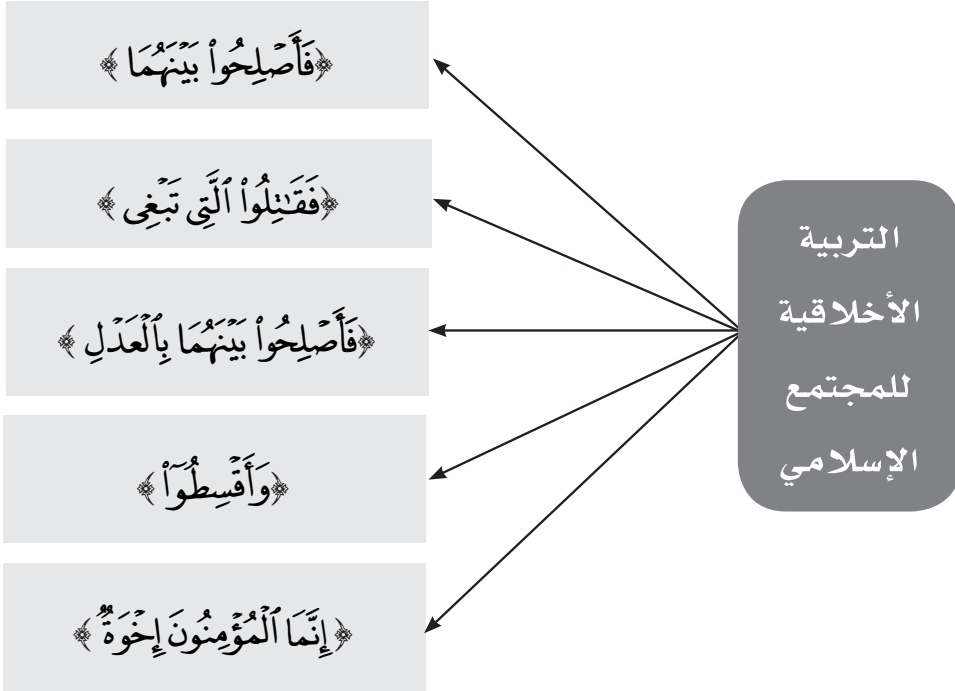 التربية
الأخلاقية
للمجتمع
الإسلامي
﴿فَأَصْلِحُوا۟ بَيْنَهُمَا﴾
﴿فَقَـٰتِلُوا۟ ٱلَّتِى تَبْغِى﴾
﴿فَأَصْلِحُوا۟ بَيْنَهُمَا بِٱلْعَدْلِ﴾
﴿وَأَقْسِطُوٓا۟﴾
﴿إِنَّمَا ٱلْمُؤْمِنُونَ إِخْوَةٌ﴾